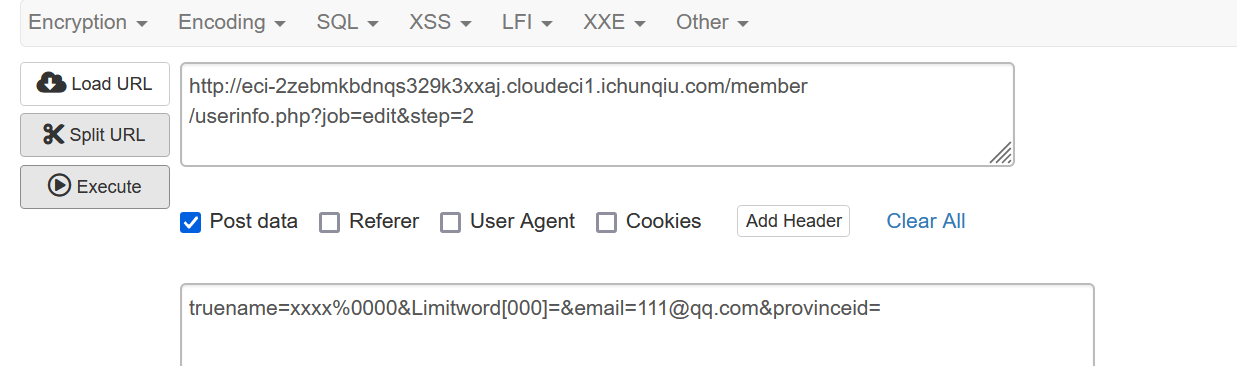 Encryption Encoding SQL XSS LFI XXE Other
Load URL
http://eci-2zebmkbdnqs329k3xxaj.cloudeci1.ichunqiu.com/member
/userinfo.php?job=edit&step=2
Split URL
Execute
Post data Referer User Agent Cookies Add Header Clear All
truename=xxxx%0000&Limitword[000]=&email=111@qq.com&provinceid=